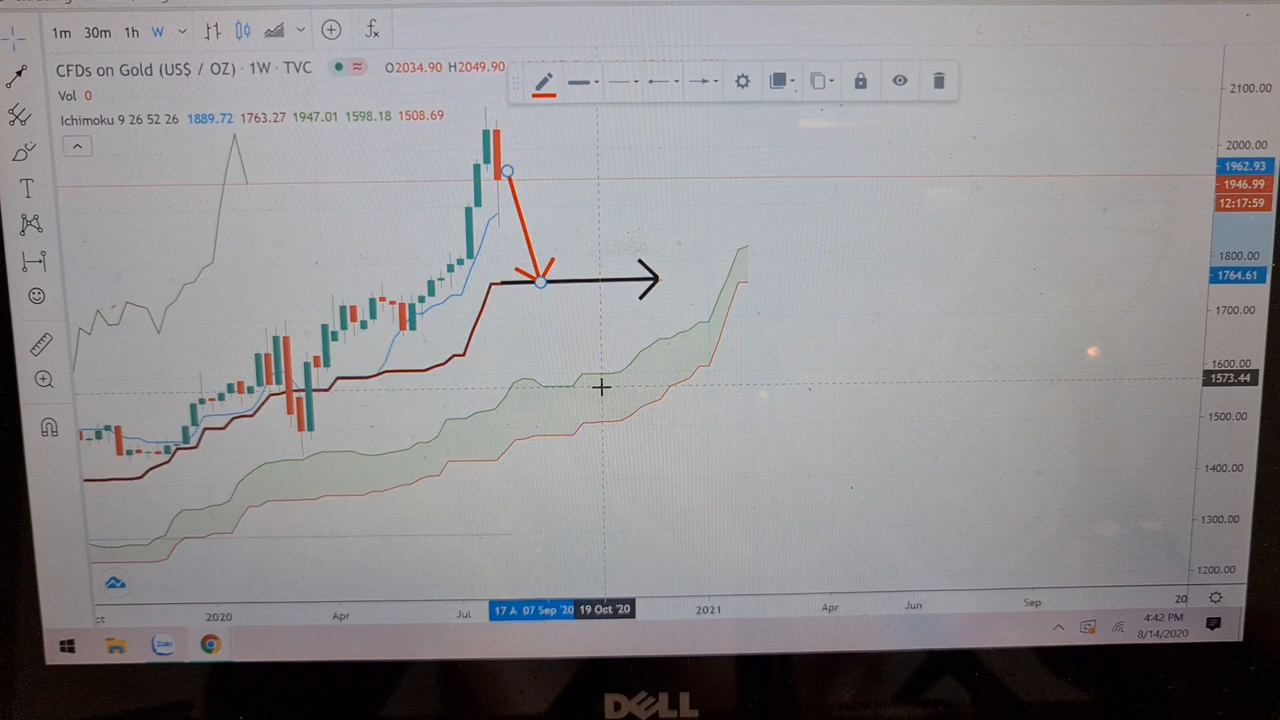 1m 30m 1h W
CFDs on Gold (US$ / OZ) · 1W · TVC O2034.90 H2049.90
Vol 0
Ichimoku 9 26 52 26 1889.72 1763.27 1947.01 1598.18 1508.69
T
2100.00
2000.00
1962.93
1946.99
12:17:59
1800.00
1764.61
1700.00
1600.00
1573.44
1500.00
1400.00
1300.00
1200.00
2020 Apr Jul 17 A 07 Sep '20 19 Oct '20 2021 Apr Jun Sep 20
Zalo
4:42 PM
8/14/2020
DELL